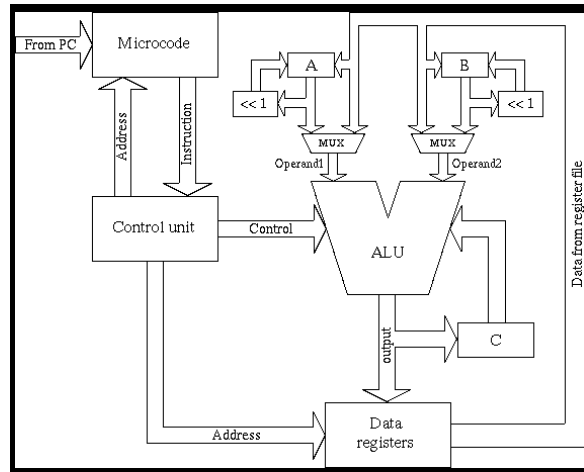 From PC
Microcode
A
B
<< 1
<< 1
MUX
MUX
Operand1
Operand2
Address
Instruction
Control unit
Control
ALU
Data from register file
output
C
Address
Data
registers